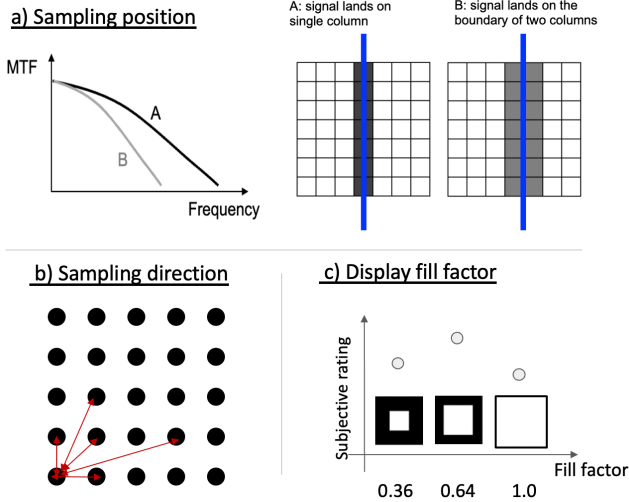 a) Sampling position
MTF
A
B
Frequency
A: signal lands on
single column
B: signal lands on the
boundary of two columns
b) Sampling direction
c) Display fill factor
Subjective rating
Fill factor
0.36 0.64 1.0